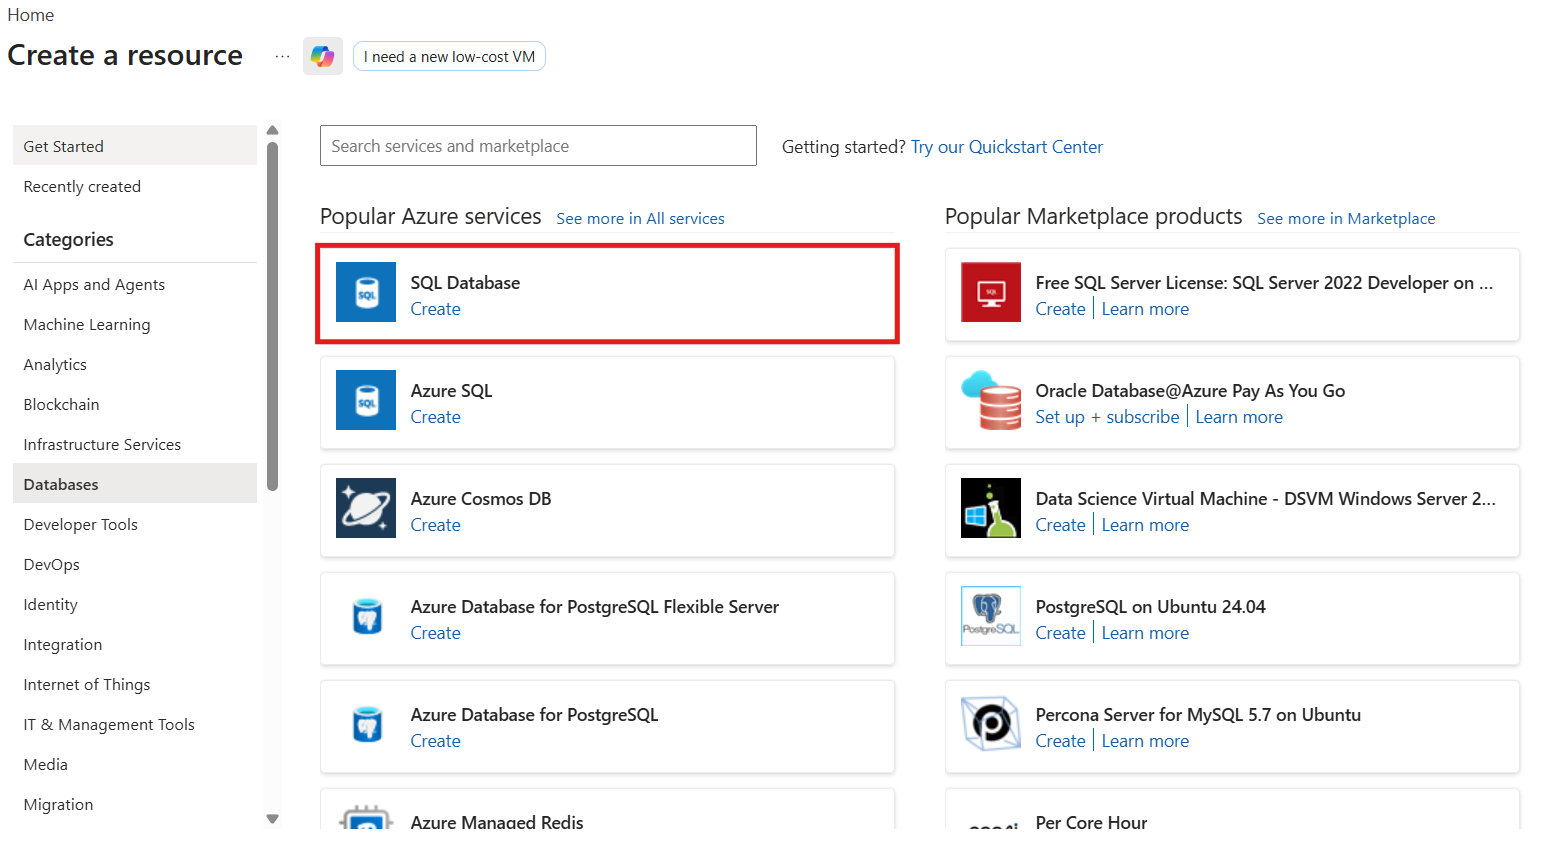 Home
Create a resource
...
I need a new low-cost VM
Get Started
Recently created
Categories
AI Apps and Agents
Machine Learning
Analytics
Blockchain
Infrastructure Services
Databases
Developer Tools
DevOps
Identity
Integration
Internet of Things
IT & Management Tools
Media
Migration
Search services and marketplace
Getting started? Try our Quickstart Center
Popular Azure services See more in All services
SQL
SQL Database
Create
SQL
Azure SQL
Create
Azure Cosmos DB
Create
Azure Database for PostgreSQL Flexible Server
Create
Azure Database for PostgreSQL
Create
Azure Managed Redis
Popular Marketplace products See more in Marketplace
SQL
Free SQL Server License: SQL Server 2022 Developer on ...
Create | Learn more
Oracle Database@Azure Pay As You Go
Set up + subscribe | Learn more
Data Science Virtual Machine - DSVM Windows Server 2...
Create | Learn more
PostgreSQL
PostgreSQL on Ubuntu 24.04
Create | Learn more
Percona Server for MySQL 5.7 on Ubuntu
Create | Learn more
Per Core Hour